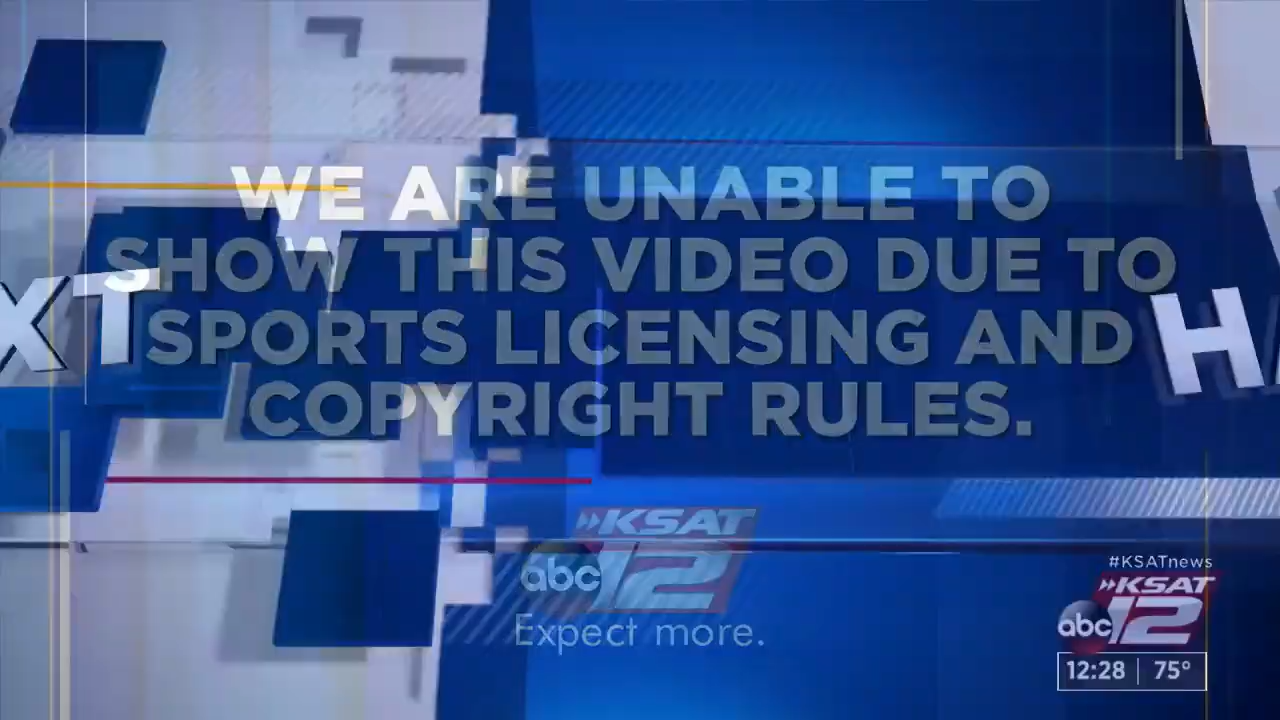 WE ARE UNABLE TO
SHOW THIS VIDEO DUE TO
XT
H
SPORTS LICENSING AND
COPYRIGHT RULES.
KSAT
abc 12
Expect more.
#KSATnews
KSAT
abc 12
12:28 75°